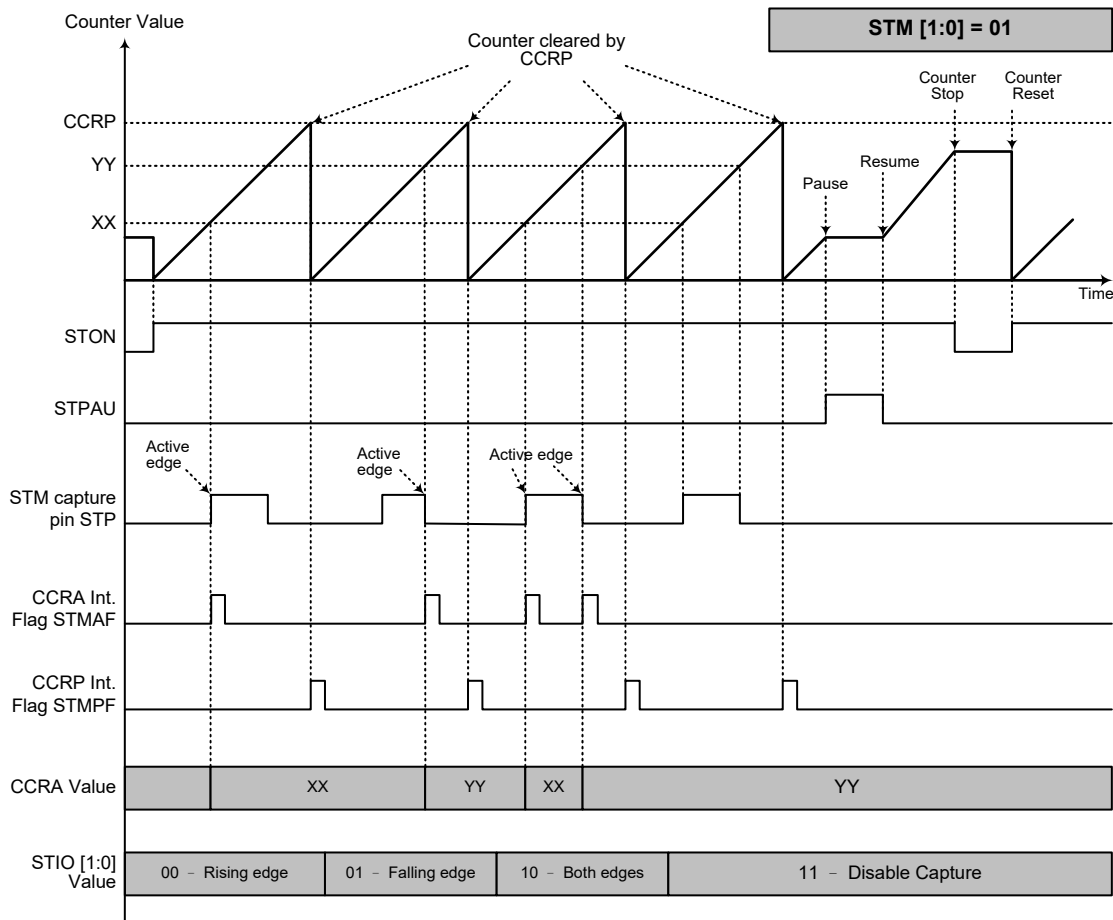 Counter Value
STM [1:0] = 01
Counter cleared by
CCRP
Counter
Stop
Counter
Reset
CCRP
YY
Resume
Pause
XX
Time
STON
STPAU
Active
edge
Active
edge
Active edge
STM capture
pin STP
CCRA Int.
Flag STMAF
CCRP Int.
Flag STMPF
CCRA Value
XX
YY
XX
YY
STIO [1:0]
Value
00 – Rising edge
01 – Falling edge
10 – Both edges
11 – Disable Capture